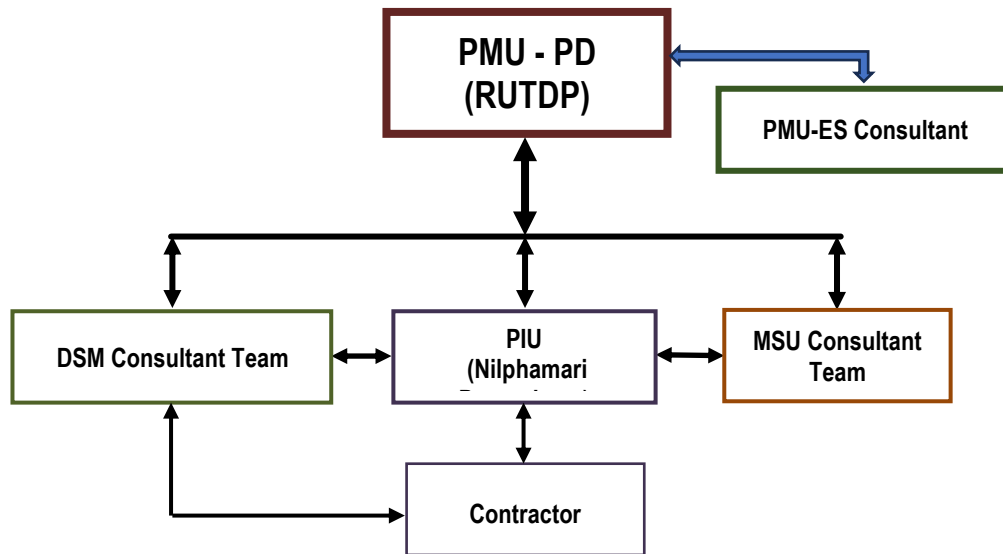 PMU - PD
(RUTDP)
PMU-ES Consultant
DSM Consultant Team
PIU
(Nilphamari
MSU Consultant
Team
Contractor